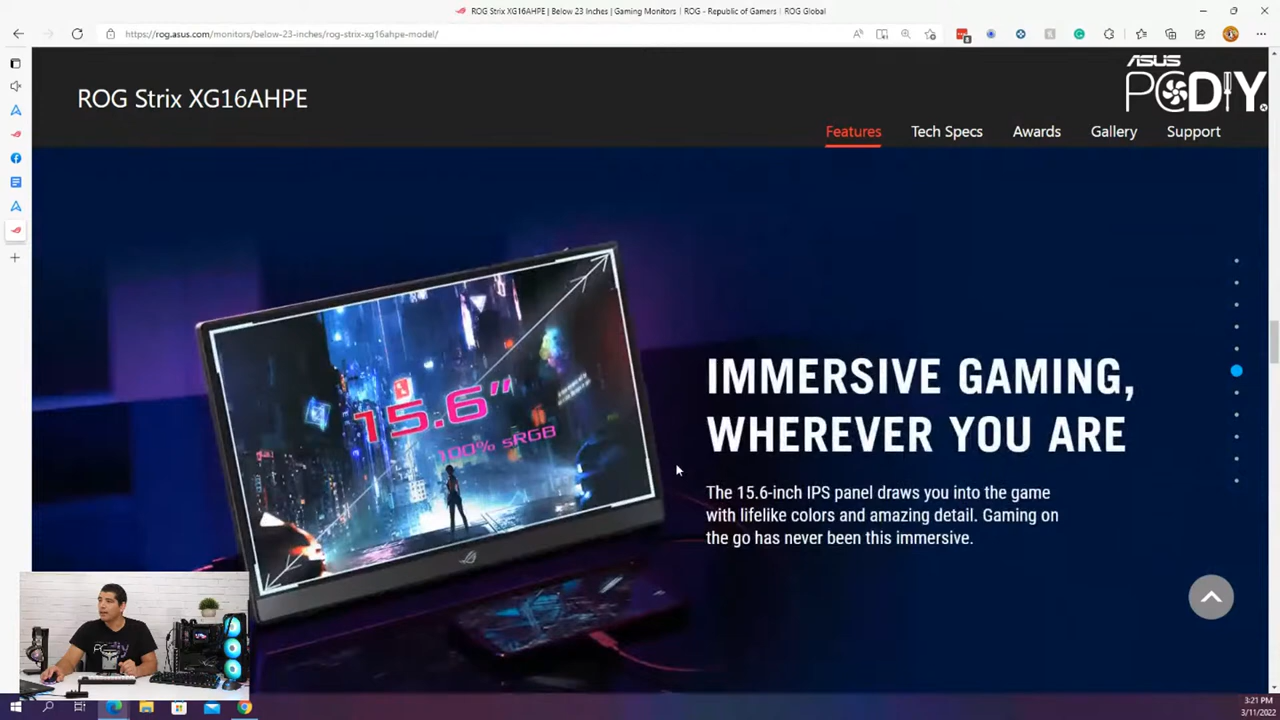 ROG Strix XG16AHPE | Below 23 Inches | Gaming Monitors | ROG - Republic of Gamers | ROG Global
https://rog.asus.com/monitors/below-23-inches/rog-strix-xg16ahpe-model/
ASUS
PCDIY
ROG Strix XG16AHPE
Features
Tech Specs
Awards
Gallery
Support
15.6”
100% sRGB
IMMERSIVE GAMING,
WHEREVER YOU ARE
The 15.6-inch IPS panel draws you into the game
with lifelike colors and amazing detail. Gaming on
the go has never been this immersive.
PCDIY
3:21 PM
3/11/2022